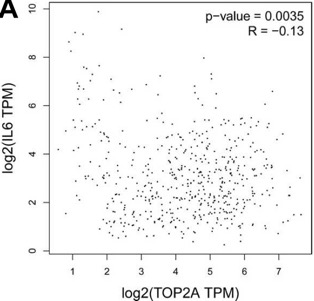 A
p-value = 0.0035
R = −0.13
10
8
6
4
2
0
log2(IL6 TPM)
1 2 3 4 5 6 7
log2(TOP2A TPM)